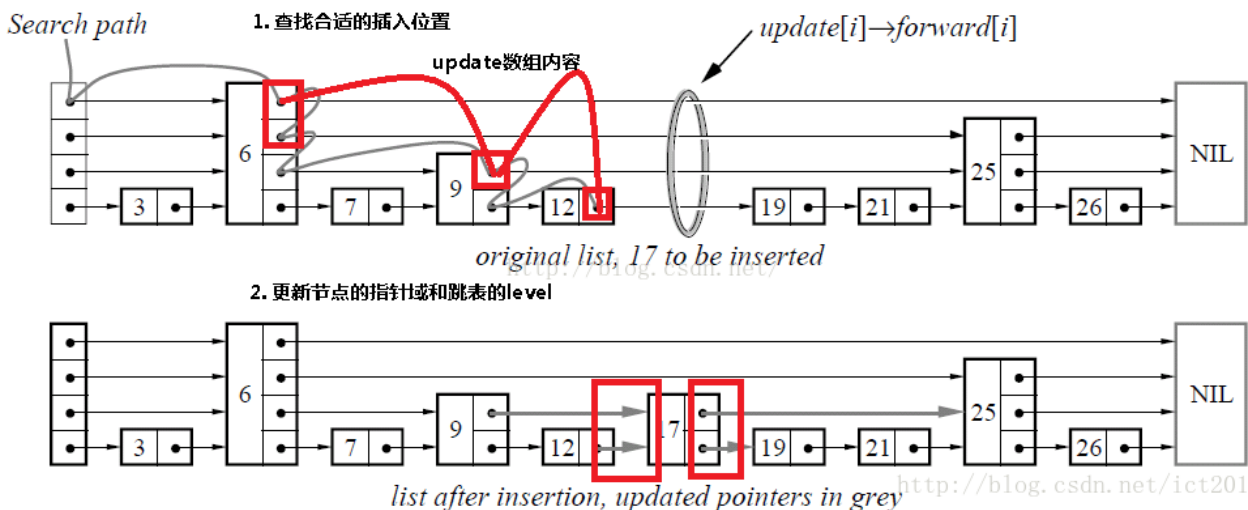 1. 查找合适的插入位置
Search path
update[i]→forward[i]
update数组内容
6
NIL
9
25
3
7
12
19
21
26
original list, 17 to be inserted
http://blog.csdn.net/
2. 更新节点的指针域和跳表的level
6
NIL
9
17
25
3
7
12
19
21
26
list after insertion, updated pointers in grey
http://blog.csdn.net/ict201